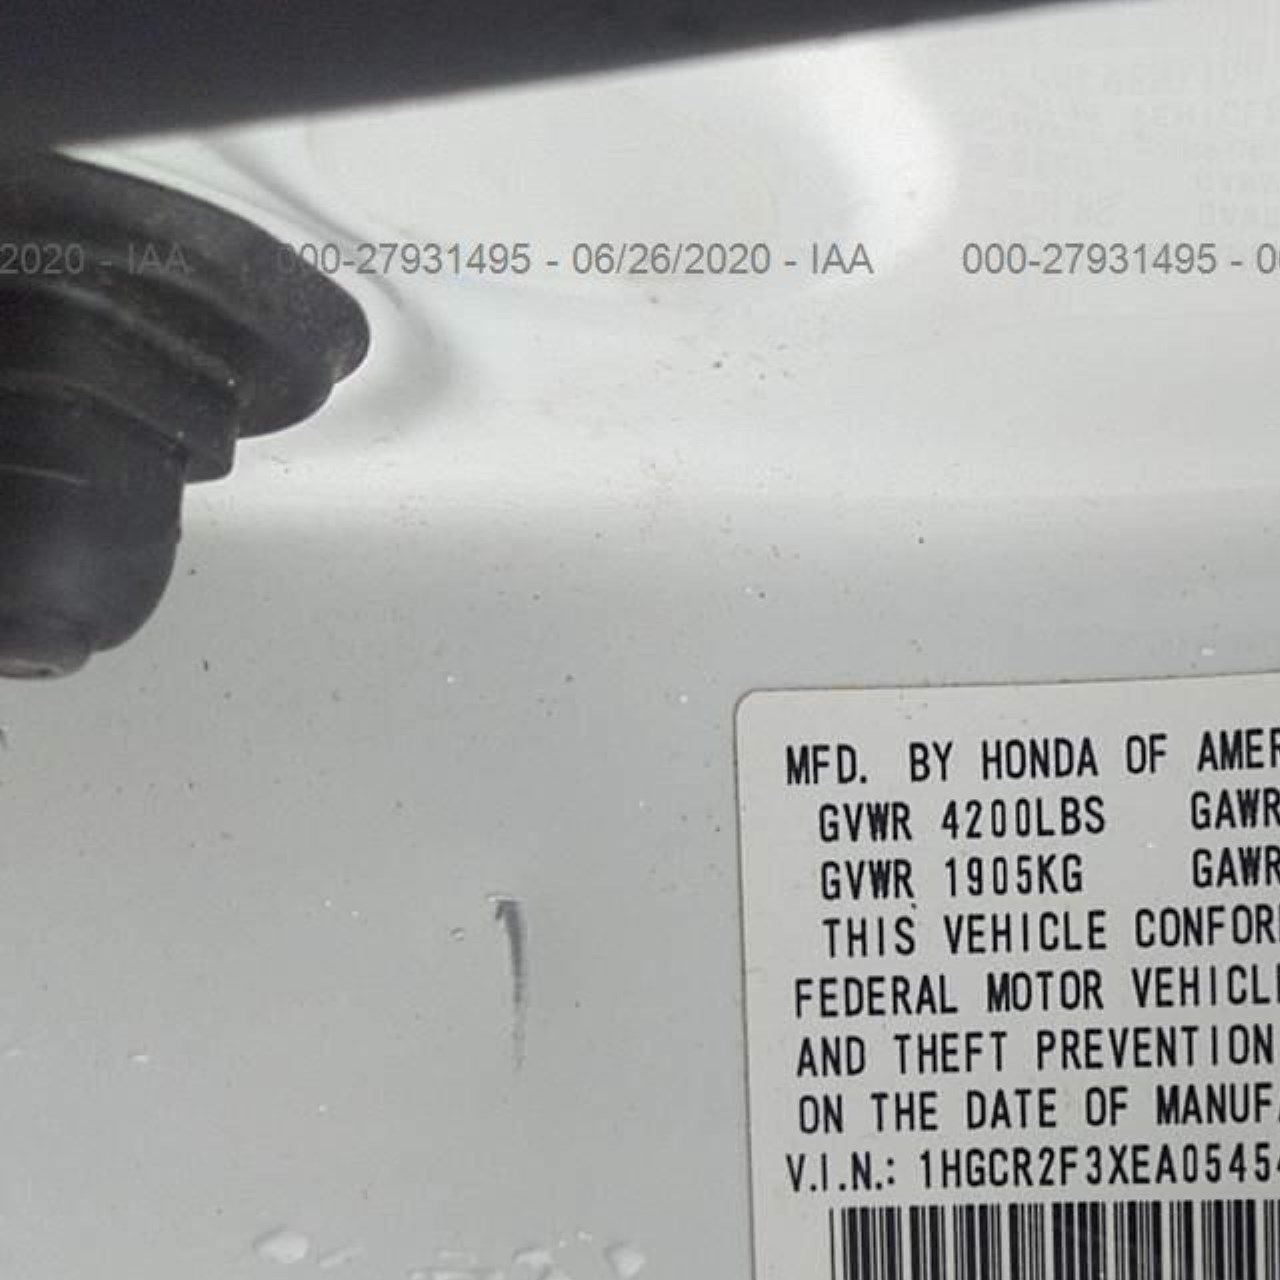 2020 - IAA 000-27931495 - 06/26/2020 - IAA 000-27931495 - 0
MFD. BY HONDA OF AMER
GVWR 4200LBS GAWR
GVWR 1905KG GAWR
THIS VEHICLE CONFOR
FEDERAL MOTOR VEHICL
AND THEFT PREVENTION
ON THE DATE OF MANUF
V.I.N.: 1HGCR2F3XEA0545